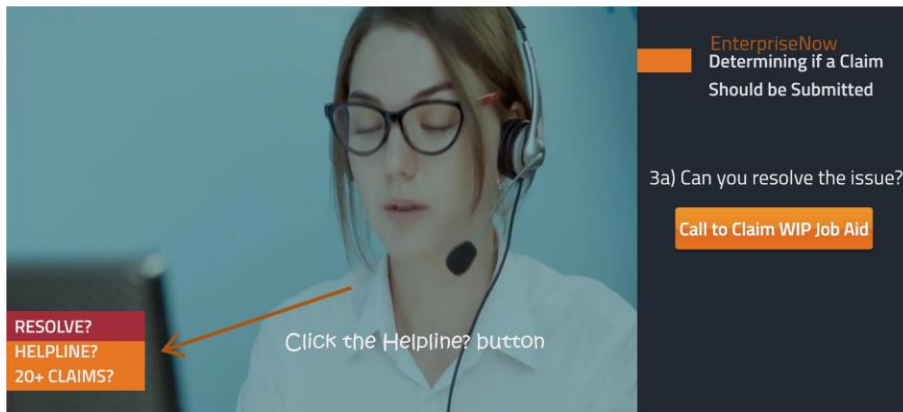 EnterpriseNow
Determining if a Claim
Should be Submitted
3a) Can you resolve the issue?
Call to Claim WIP Job Aid
RESOLVE?
HELPLINE?
20+ CLAIMS?
Click the Helpline? button